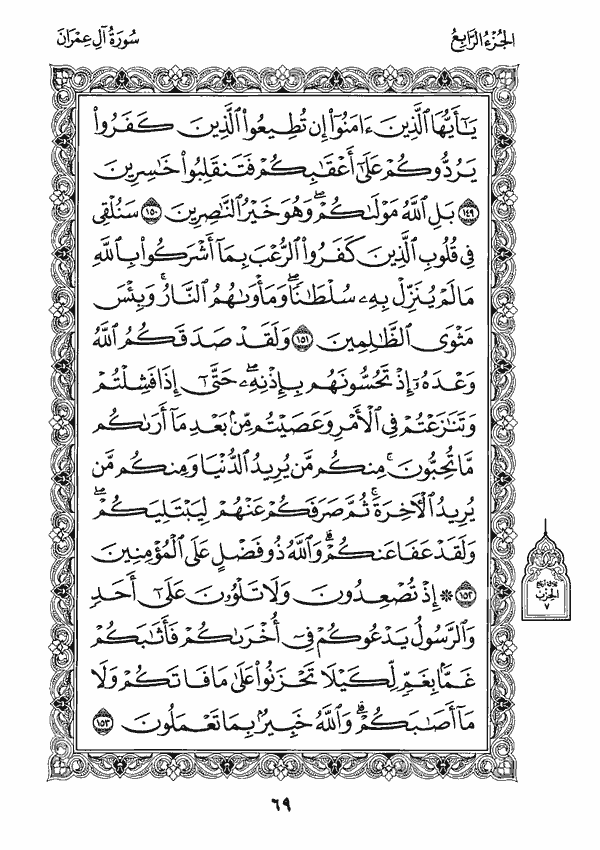 الجُزْءُ الرَّابِعُ
سُورَةُ آلِ عِمْرَانَ
يَٰٓأَيُّهَا ٱلَّذِينَ ءَامَنُوٓا۟ إِن تُطِيعُوا۟ ٱلَّذِينَ كَفَرُوا۟
يَرُدُّوكُمْ عَلَىٰٓ أَعْقَٰبِكُمْ فَتَنقَلِبُوا۟ خَٰسِرِينَ
١٤٩ بَلِ ٱللَّهُ مَوْلَىٰكُمْ ۖ وَهُوَ خَيْرُ ٱلنَّٰصِرِينَ ١٥٠ سَنُلْقِى
فِى قُلُوبِ ٱلَّذِينَ كَفَرُوا۟ ٱلرُّعْبَ بِمَآ أَشْرَكُوا۟ بِٱللَّهِ
مَا لَمْ يُنَزِّلْ بِهِۦ سُلْطَٰنًا ۖ وَمَأْوَىٰهُمُ ٱلنَّارُ ۚ وَبِئْسَ
مَثْوَى ٱلظَّٰلِمِينَ ١٥١ وَلَقَدْ صَدَقَكُمُ ٱللَّهُ
وَعْدَهُۥٓ إِذْ تَحُسُّونَهُم بِإِذْنِهِۦ ۖ حَتَّىٰٓ إِذَا فَشِلْتُمْ
وَتَنَٰزَعْتُمْ فِى ٱلْأَمْرِ وَعَصَيْتُم مِّنۢ بَعْدِ مَآ أَرَىٰكُم
مَّا تُحِبُّونَ ۚ مِنكُم مَّن يُرِيدُ ٱلدُّنْيَا وَمِنكُم مَّن
يُرِيدُ ٱلْءَاخِرَةَ ۚ ثُمَّ صَرَفَكُمْ عَنْهُمْ لِيَبْتَلِيَكُمْ ۖ
وَلَقَدْ عَفَا عَنكُمْ ۗ وَٱللَّهُ ذُو فَضْلٍ عَلَى ٱلْمُؤْمِنِينَ
١٥٢ ۞ إِذْ تُصْعِدُونَ وَلَا تَلْوُۥنَ عَلَىٰٓ أَحَدٍ
وَٱلرَّسُولُ يَدْعُوكُمْ فِىٓ أُخْرَىٰكُمْ فَأَثَٰبَكُمْ
غَمًّۢا بِغَمٍّ لِّكَيْلَا تَحْزَنُوا۟ عَلَىٰ مَا فَاتَكُمْ وَلَا
مَآ أَصَٰبَكُمْ ۗ وَٱللَّهُ خَبِيرٌۢ بِمَا تَعْمَلُونَ ١٥٣
الحِزْبُ
٧
٦٩